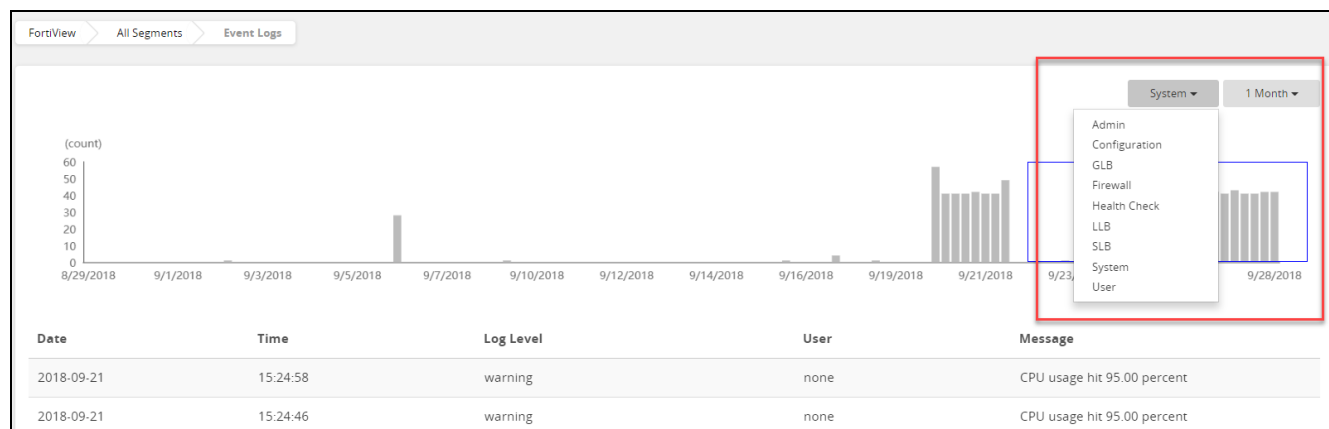 FortiView All Segments Event Logs
System 1 Month
Admin
Configuration
GLB
Firewall
Health Check
LLB
SLB
System
User
(count)
60
50
40
30
20
10
0
8/29/2018 9/1/2018 9/3/2018 9/5/2018 9/7/2018 9/10/2018 9/12/2018 9/14/2018 9/16/2018 9/19/2018 9/21/2018 9/23/ 9/28/2018
Date Time Log Level User Message
2018-09-21 15:24:58 warning none CPU usage hit 95.00 percent
2018-09-21 15:24:46 warning none CPU usage hit 95.00 percent